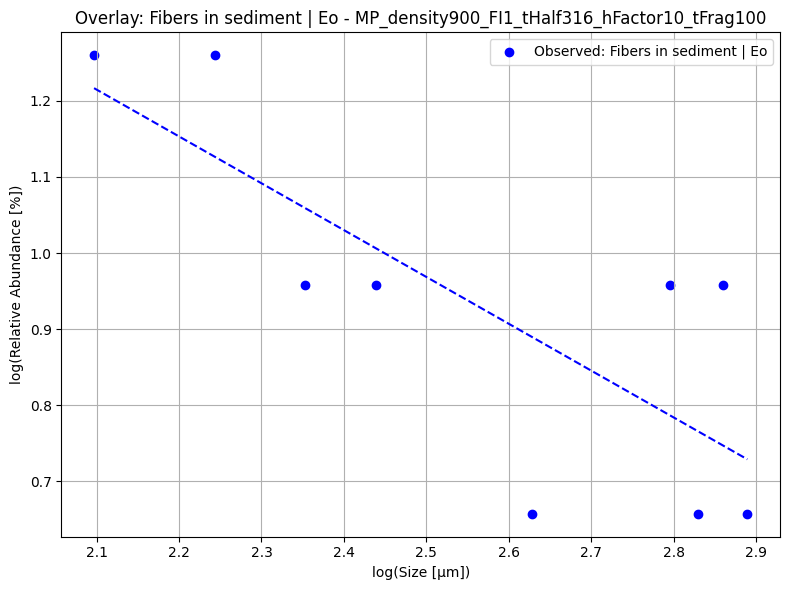 Overlay: Fibers in sediment | Eo - MP_density900_FI1_tHalf316_hFactor10_tFrag100
Observed: Fibers in sediment | Eo
log(Relative Abundance [%])
1.2
1.1
1.0
0.9
0.8
0.7
2.1 2.2 2.3 2.4 2.5 2.6 2.7 2.8 2.9
log(Size [µm])